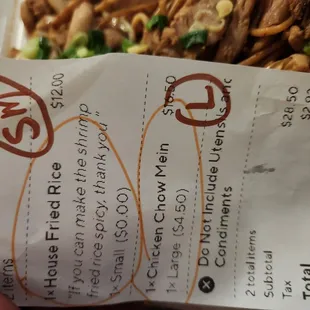 SM
1x House Fried Rice
$12.00
"If you can make the shrimp
fried rice spicy, thank you"
1x Small ($0.00)
L
1x Chicken Chow Mein
$16.50
1x Large ($4.50)
Do Not Include Utensils and
Condiments
2 total items
Subtotal
$28.50
Tax
Total